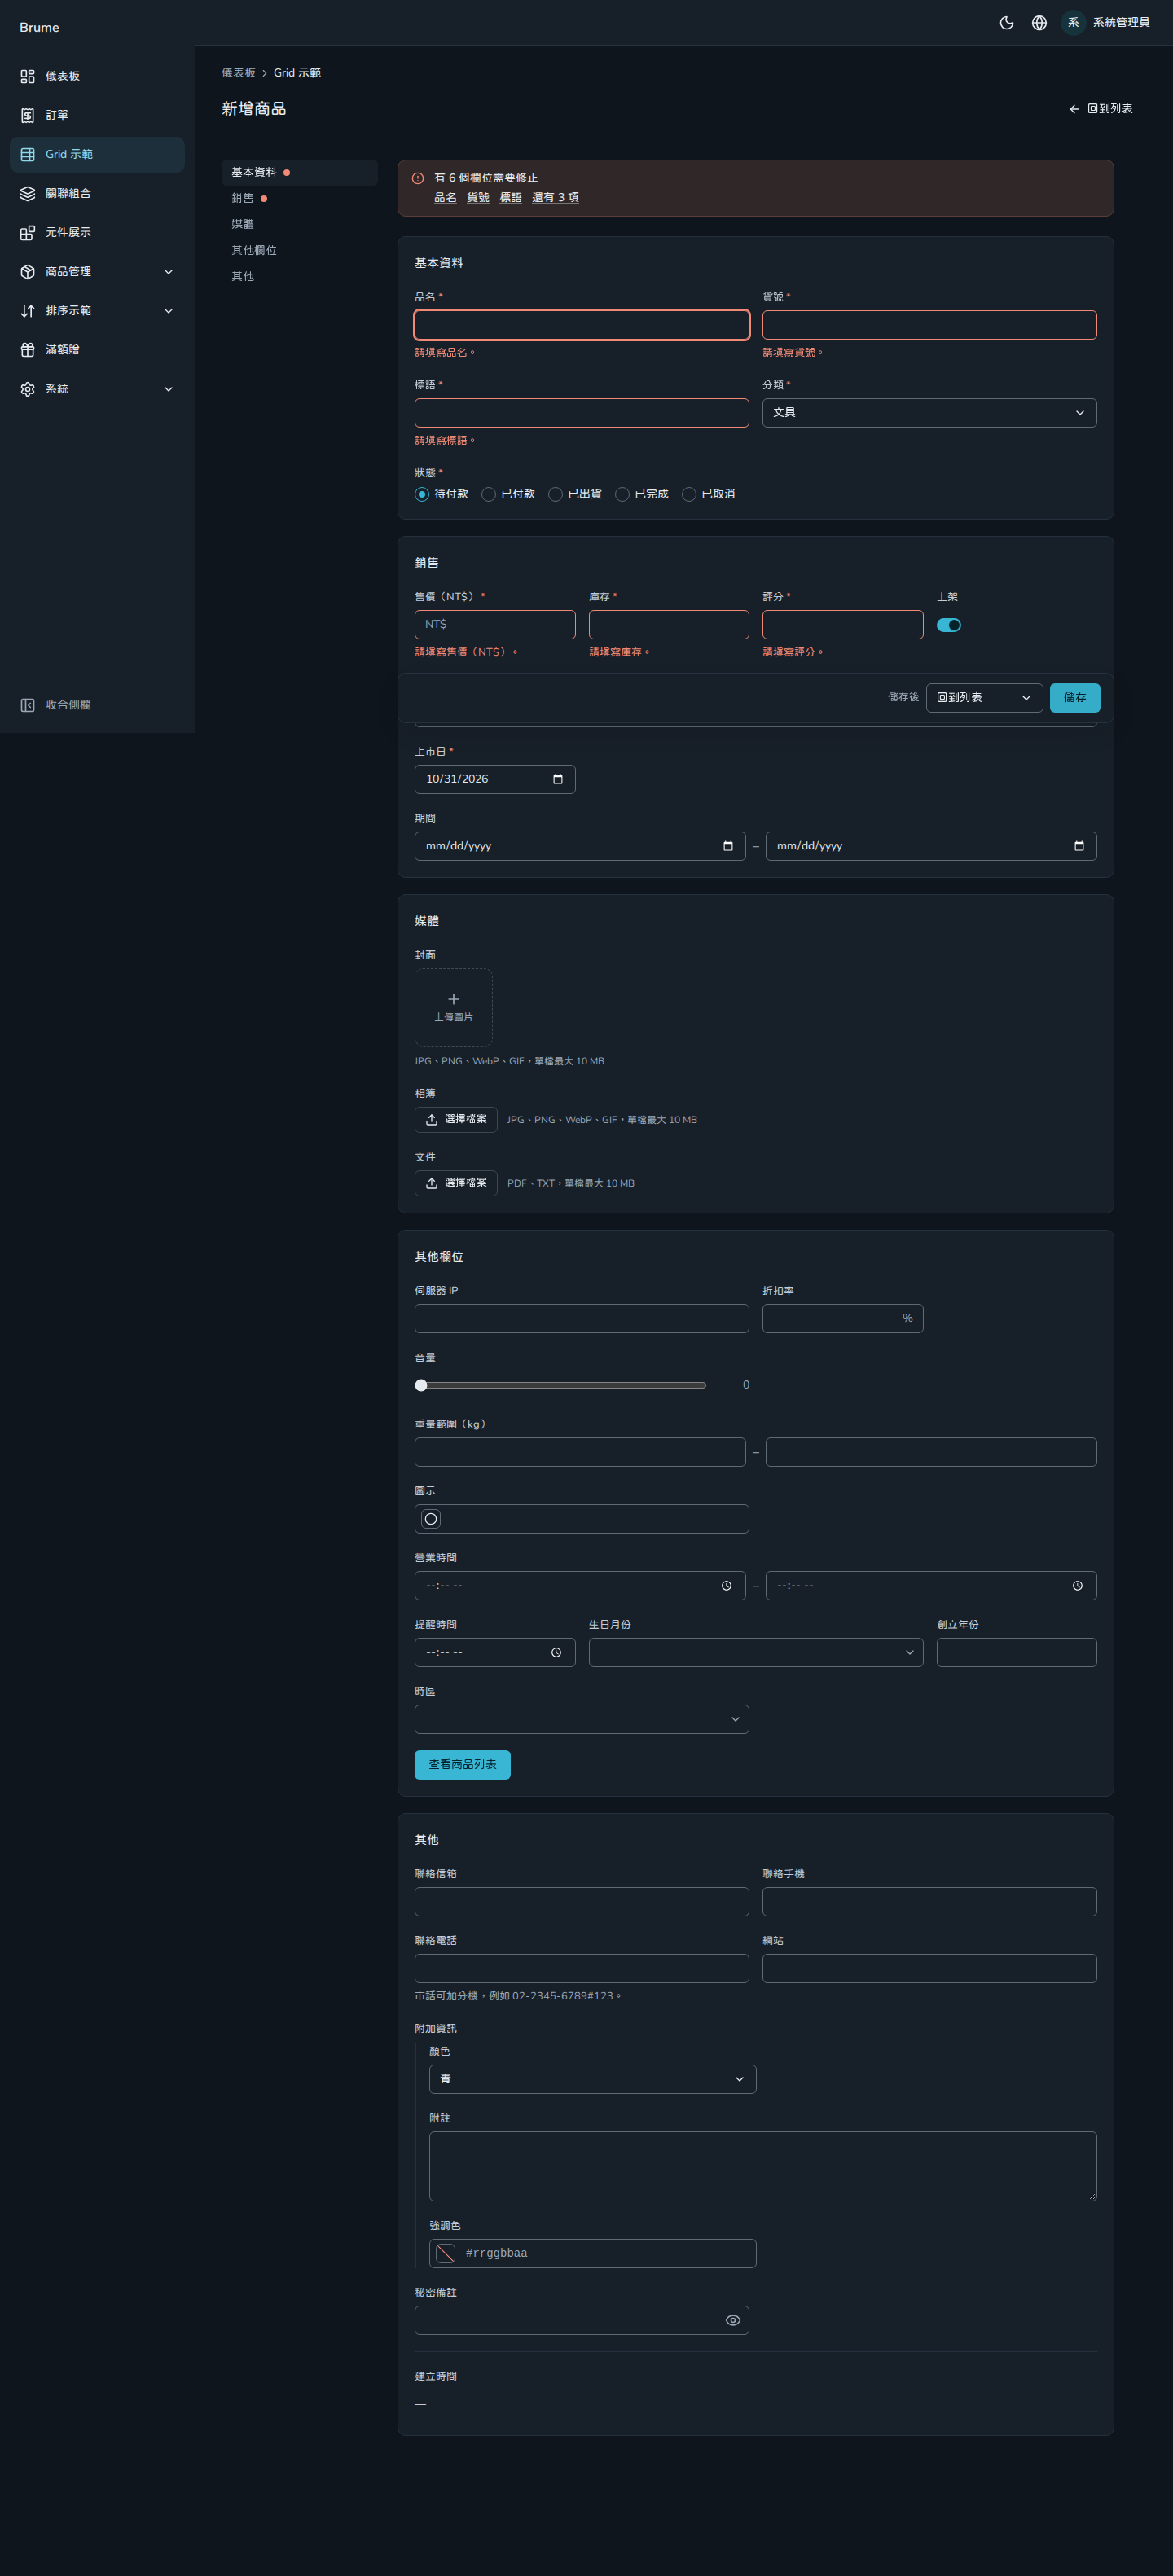 Brume
系 系統管理員
儀表板
訂單
Grid 示範
關聯組合
元件展示
商品管理
排序示範
滿額贈
系統
收合側欄
儀表板 Grid 示範
新增商品
回到列表
基本資料
銷售
媒體
其他欄位
其他
有 6 個欄位需要修正
品名 貨號 標語 還有 3 項
基本資料
品名 * 貨號 *
請填寫品名。 請填寫貨號。
標語 * 分類 *
文具
請填寫標語。
狀態 *
待付款 已付款 已出貨 已完成 已取消
銷售
售價（NT$） * 庫存 * 評分 * 上架
NT$
請填寫售價（NT$）。 請填寫庫存。 請填寫評分。
儲存後 回到列表 儲存
上市日 *
10/31/2026
期間
mm/dd/yyyy – mm/dd/yyyy
媒體
封面
上傳圖片
JPG、PNG、WebP、GIF，單檔最大 10 MB
相簿
選擇檔案 JPG、PNG、WebP、GIF，單檔最大 10 MB
文件
選擇檔案 PDF、TXT，單檔最大 10 MB
其他欄位
伺服器 IP 折扣率
%
音量
0
重量範圍（kg）
–
圖示
營業時間
--:-- -- – --:-- --
提醒時間 生日月份 創立年份
--:-- --
時區
查看商品列表
其他
聯絡信箱 聯絡手機
聯絡電話 網站
市話可加分機，例如 02-2345-6789#123。
附加資訊
顏色
青
附註
強調色
#rrggbbaa
秘密備註
建立時間
—